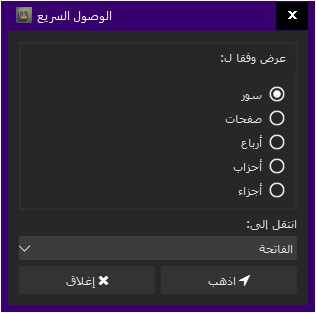 الوصول السريع
عرض وفقا ل:
سور
صفحات
أرباع
أحزاب
أجزاء
انتقل إلى:
الفاتحة
اذهب
إغلاق